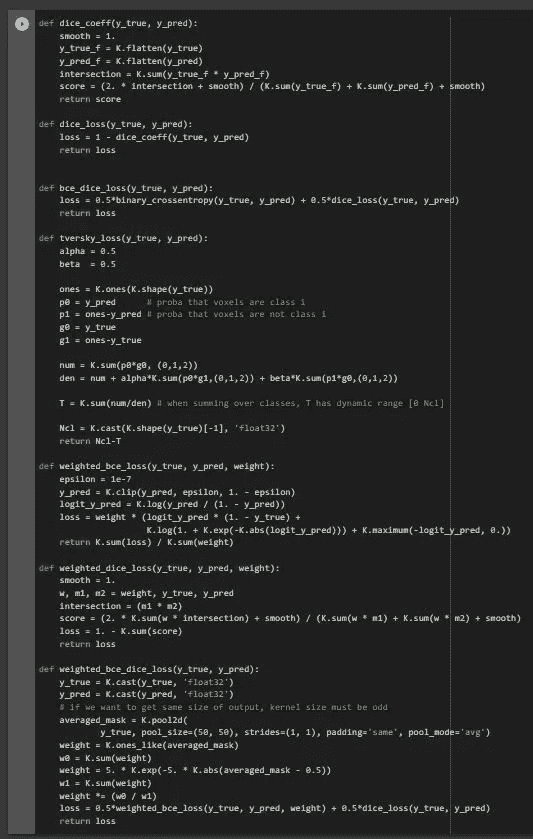 def dice_coeff(y_true, y_pred):
    smooth = 1.
    y_true_f = K.flatten(y_true)
    y_pred_f = K.flatten(y_pred)
    intersection = K.sum(y_true_f * y_pred_f)
    score = (2. * intersection + smooth) / (K.sum(y_true_f) + K.sum(y_pred_f) + smooth)
    return score

def dice_loss(y_true, y_pred):
    loss = 1 - dice_coeff(y_true, y_pred)
    return loss

def bce_dice_loss(y_true, y_pred):
    loss = 0.5*binary_crossentropy(y_true, y_pred) + 0.5*dice_loss(y_true, y_pred)
    return loss

def tversky_loss(y_true, y_pred):
    alpha = 0.5
    beta  = 0.5

    ones = K.ones(K.shape(y_true))
    p0 = y_pred      # proba that voxels are class i
    p1 = ones-y_pred # proba that voxels are not class i
    g0 = y_true
    g1 = ones-y_true

    num = K.sum(p0*g0, (0,1,2))
    den = num + alpha*K.sum(p0*g1,(0,1,2)) + beta*K.sum(p1*g0,(0,1,2))

    T = K.sum(num/den) # when summing over classes, T has dynamic range [0 Ncl]

    Ncl = K.cast(K.shape(y_true)[-1], 'float32')
    return Ncl-T

def weighted_bce_loss(y_true, y_pred, weight):
    epsilon = 1e-7
    y_pred = K.clip(y_pred, epsilon, 1. - epsilon)
    logit_y_pred = K.log(y_pred / (1. - y_pred))
    loss = weight * (logit_y_pred * (1. - y_true) +
                     K.log(1. + K.exp(-K.abs(logit_y_pred))) + K.maximum(-logit_y_pred, 0.))
    return K.sum(loss) / K.sum(weight)

def weighted_dice_loss(y_true, y_pred, weight):
    smooth = 1.
    w, m1, m2 = weight, y_true, y_pred
    intersection = (m1 * m2)
    score = (2. * K.sum(w * intersection) + smooth) / (K.sum(w * m1) + K.sum(w * m2) + smooth)
    loss = 1. - K.sum(score)
    return loss

def weighted_bce_dice_loss(y_true, y_pred):
    y_true = K.cast(y_true, 'float32')
    y_pred = K.cast(y_pred, 'float32')
    # if we want to get same size of output, kernel size must be odd
    averaged_mask = K.pool2d(
            y_true, pool_size=(50, 50), strides=(1, 1), padding='same', pool_mode='avg')
    weight = K.ones_like(averaged_mask)
    w0 = K.sum(weight)
    weight = 5. * K.exp(-5. * K.abs(averaged_mask - 0.5))
    w1 = K.sum(weight)
    weight *= (w0 / w1)
    loss = 0.5*weighted_bce_loss(y_true, y_pred, weight) + 0.5*dice_loss(y_true, y_pred)
    return loss